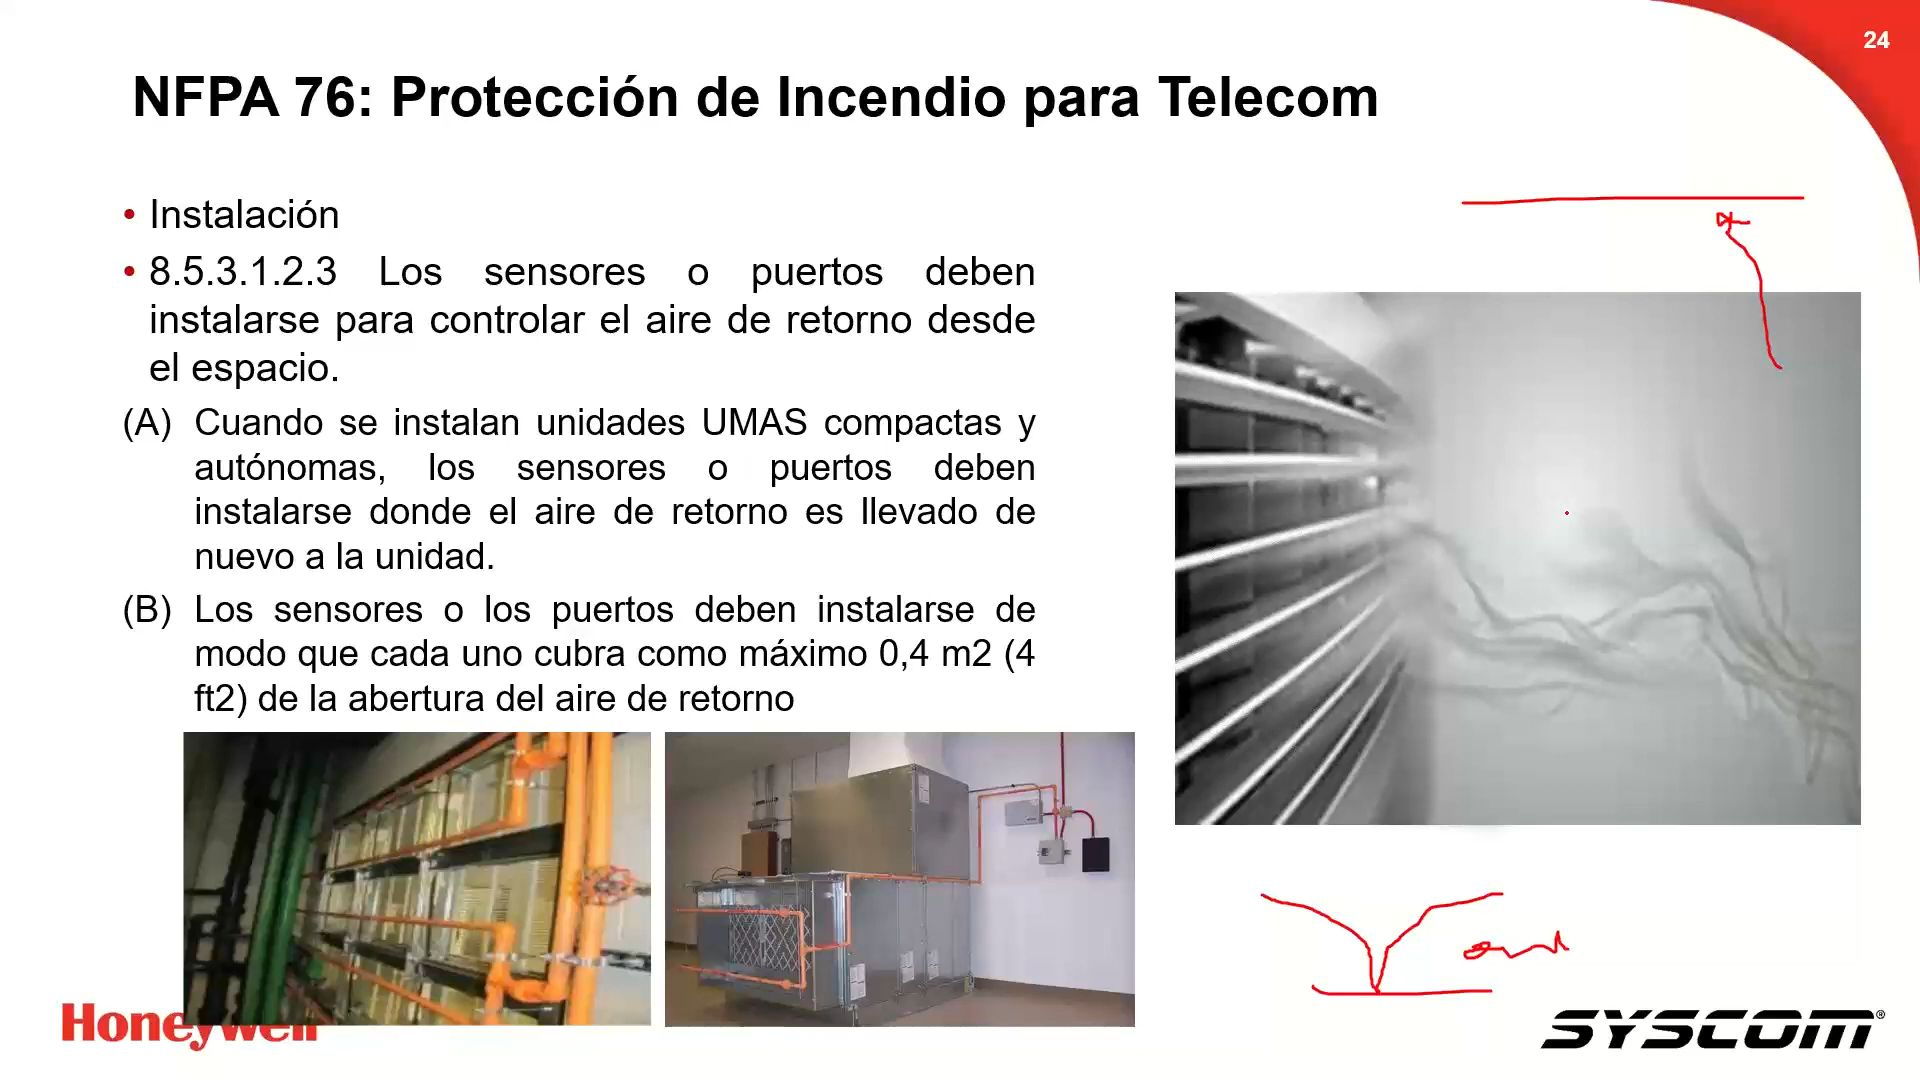 24
NFPA 76: Protección de Incendio para Telecom
• Instalación
• 8.5.3.1.2.3 Los sensores o puertos deben
instalarse para controlar el aire de retorno desde
el espacio.
(A) Cuando se instalan unidades UMAS compactas y
autónomas, los sensores o puertos deben
instalarse donde el aire de retorno es llevado de
nuevo a la unidad.
(B) Los sensores o los puertos deben instalarse de
modo que cada uno cubra como máximo 0,4 m2 (4
ft2) de la abertura del aire de retorno
Honeywell
SYSCOM®